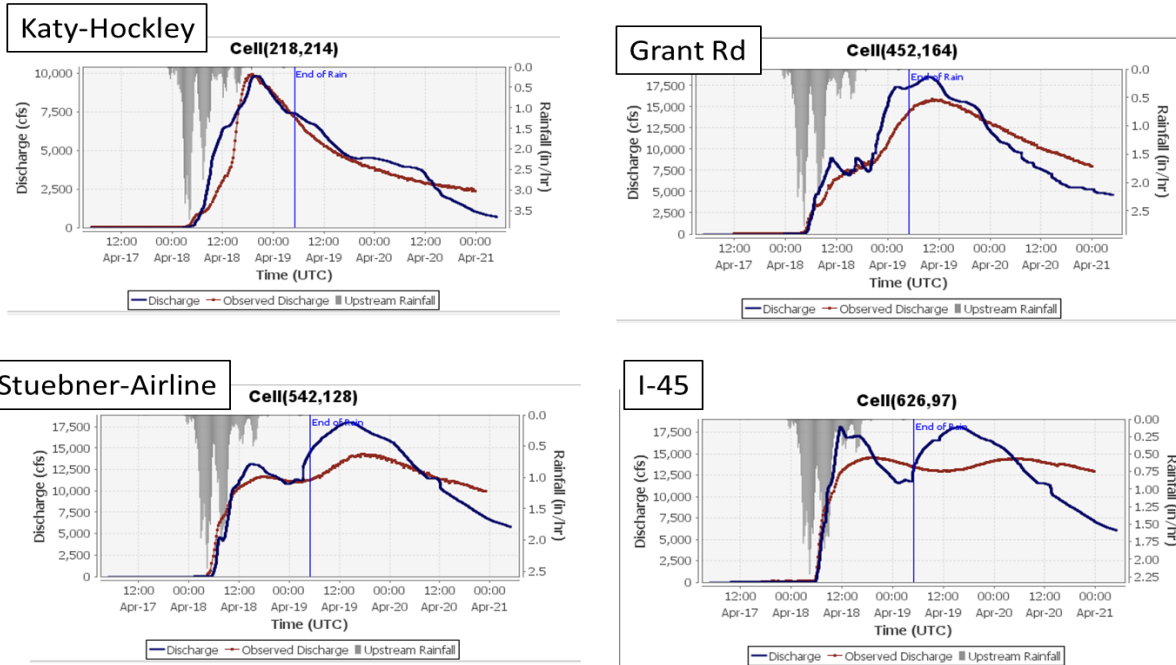 Katy-Hockley
Cell(218,214)
10,000
7,500
5,000
2,500
0
Discharge (cfs)
End of Rain
0.0
0.5
1.0
1.5
2.0
2.5
3.0
3.5
Rainfall (in/hr)
12:00 00:00 12:00 00:00 12:00 00:00 12:00 00:00
Apr-17 Apr-18 Apr-18 Apr-19 Apr-19 Apr-20 Apr-20 Apr-21
Time (UTC)
Discharge Observed Discharge Upstream Rainfall
Grant Rd
Cell(452,164)
17,500
15,000
12,500
10,000
7,500
5,000
2,500
0
Discharge (cfs)
End of Rain
0.0
0.5
1.0
1.5
2.0
2.5
Rainfall (in/hr)
12:00 00:00 12:00 00:00 12:00 00:00 12:00 00:00
Apr-17 Apr-18 Apr-18 Apr-19 Apr-19 Apr-20 Apr-20 Apr-21
Time (UTC)
Discharge Observed Discharge Upstream Rainfall
Stuebner-Airline
Cell(542,128)
17,500
15,000
12,500
10,000
7,500
5,000
2,500
0
Discharge (cfs)
End of Rain
0.0
0.5
1.0
1.5
2.0
2.5
Rainfall (in/hr)
12:00 00:00 12:00 00:00 12:00 00:00 12:00 00:00
Apr-17 Apr-18 Apr-18 Apr-19 Apr-19 Apr-20 Apr-20 Apr-21
Time (UTC)
Discharge Observed Discharge Upstream Rainfall
I-45
Cell(626,97)
17,500
15,000
12,500
10,000
7,500
5,000
2,500
0
Discharge (cfs)
End of Rain
0.00
0.25
0.50
0.75
1.00
1.25
1.50
1.75
2.00
2.25
Rainfall (in/hr)
12:00 00:00 12:00 00:00 12:00 00:00 12:00 00:00
Apr-17 Apr-18 Apr-18 Apr-19 Apr-19 Apr-20 Apr-20 Apr-21
Time (UTC)
Discharge Observed Discharge Upstream Rainfall